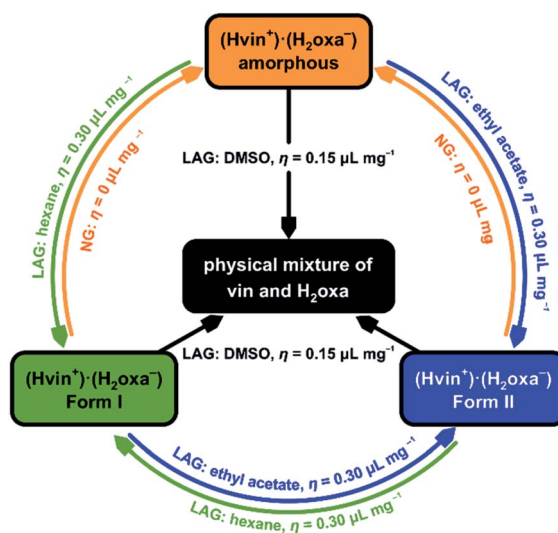 (Hvin⁺)·(H₂oxa⁻)
amorphous
LAG: hexane, η = 0.30 µL mg⁻¹
NG: η = 0 µL mg⁻¹
NG: η = 0 µL mg
LAG: ethyl acetate, η = 0.30 µL mg⁻¹
LAG: DMSO, η = 0.15 µL mg⁻¹
physical mixture of
vin and H₂oxa
LAG: DMSO, η = 0.15 µL mg⁻¹
(Hvin⁺)·(H₂oxa⁻)
Form I
(Hvin⁺)·(H₂oxa⁻)
Form II
LAG: ethyl acetate, η = 0.30 µL mg⁻¹
LAG: hexane, η = 0.30 µL mg⁻¹